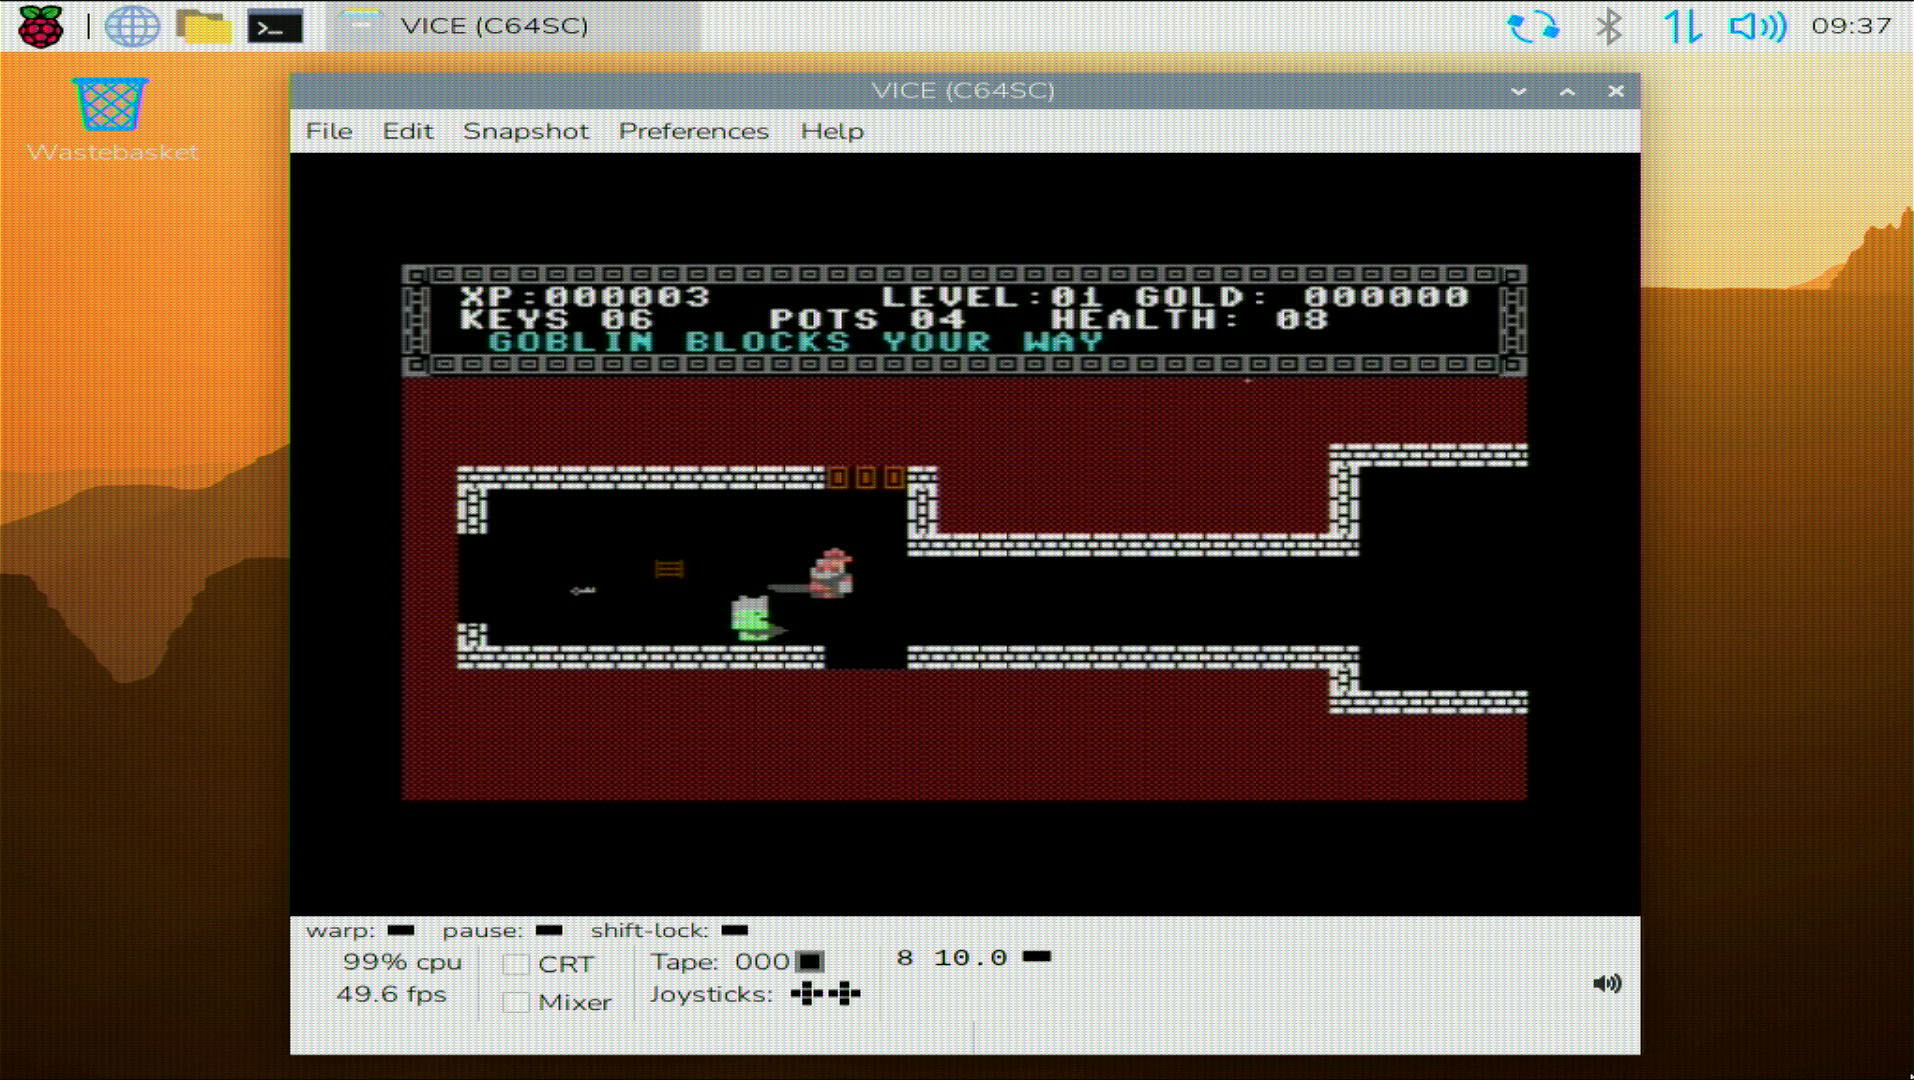 VICE (C64SC)
09:37
Wastebasket
VICE (C64SC)
File Edit Snapshot Preferences Help
XP:000003 LEVEL:01 GOLD: 000000
KEYS 06 POTS 04 HEALTH: 08
GOBLIN BLOCKS YOUR WAY
warp: pause: shift-lock:
99% cpu CRT Tape: 000 8 10.0
49.6 fps Mixer Joysticks: